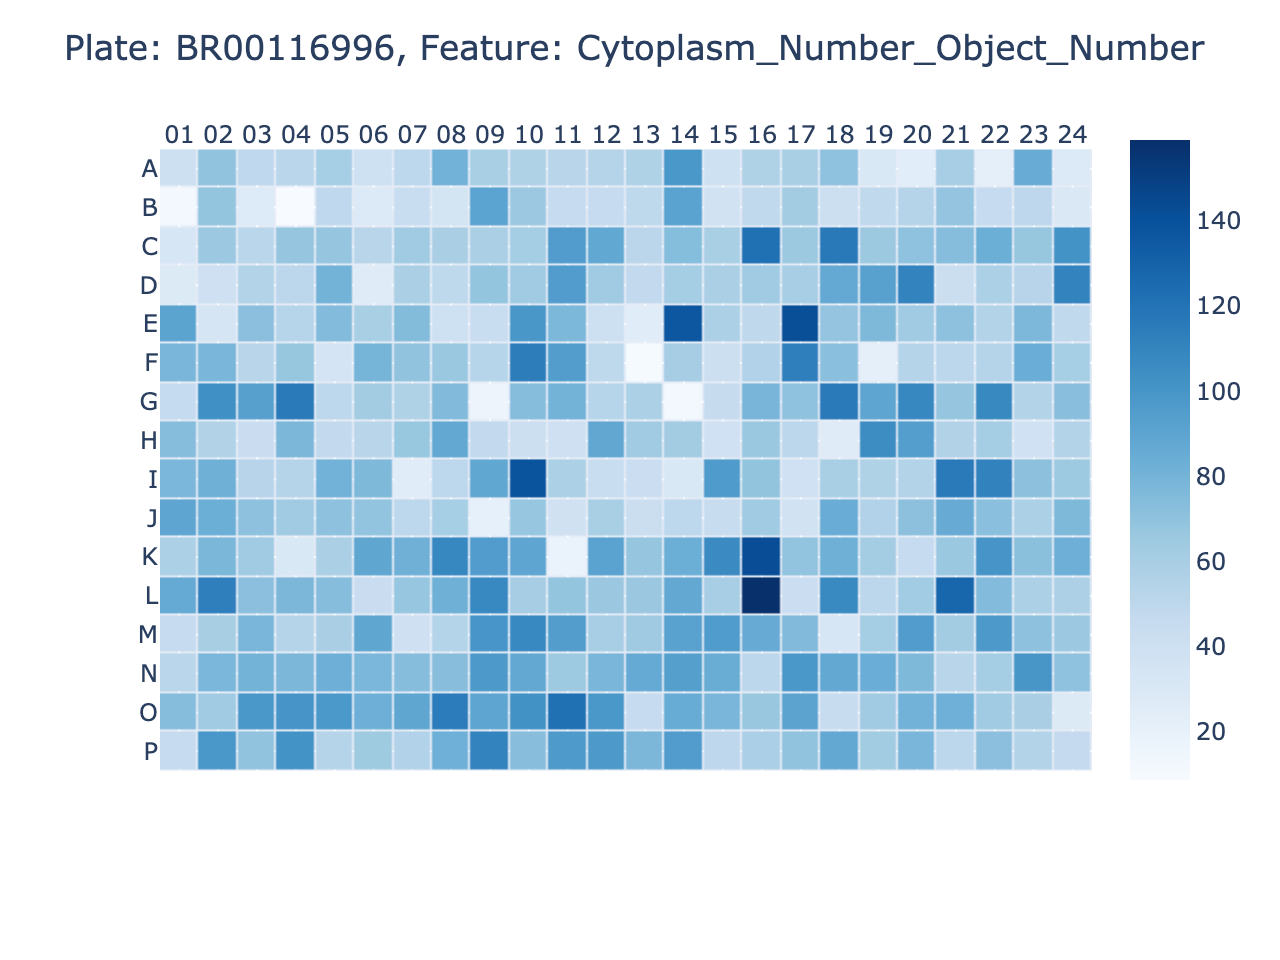 Plate: BR00116996, Feature: Cytoplasm_Number_Object_Number
01 02 03 04 05 06 07 08 09 10 11 12 13 14 15 16 17 18 19 20 21 22 23 24
A
B
C
D
E
F
G
H
I
J
K
L
M
N
O
P
140
120
100
80
60
40
20